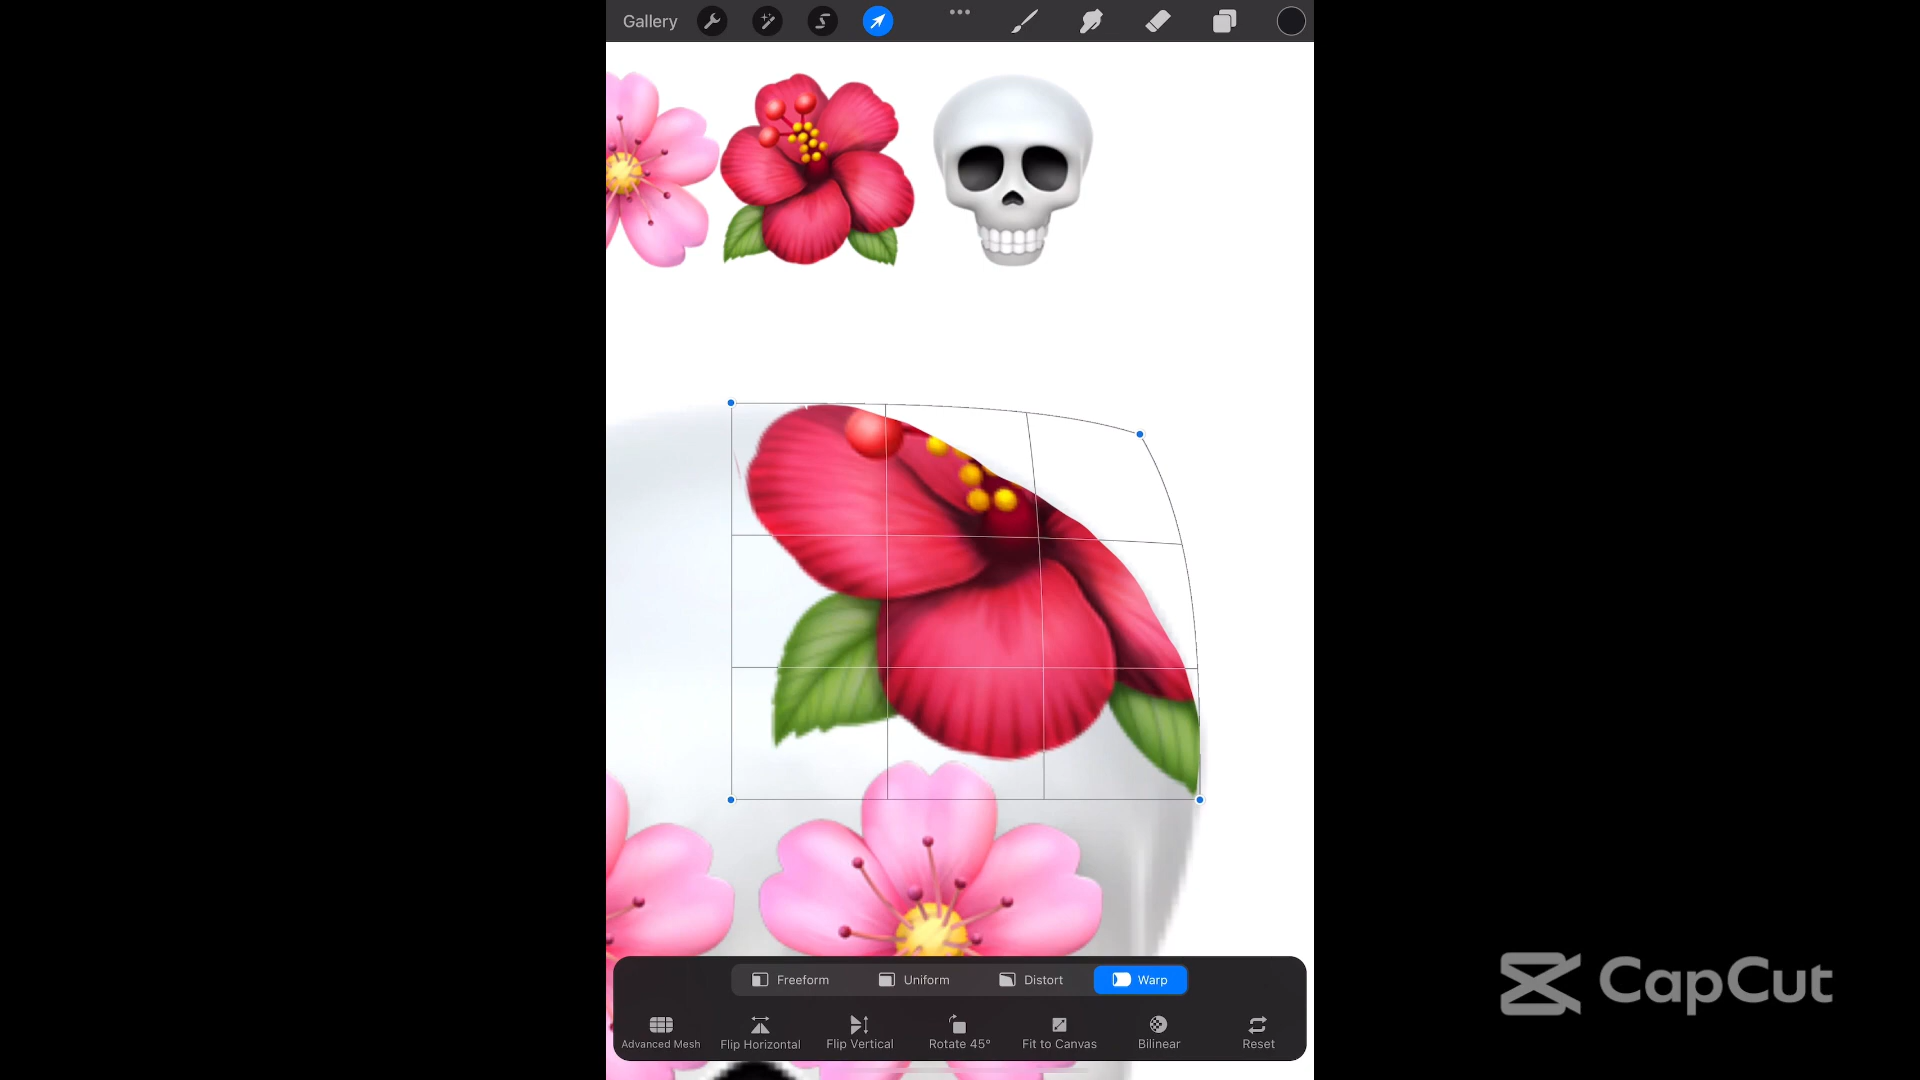 Gallery
Freeform
Uniform
Distort
Warp
Advanced Mesh
Flip Horizontal
Flip Vertical
Rotate 45°
Fit to Canvas
Bilinear
Reset
CapCut